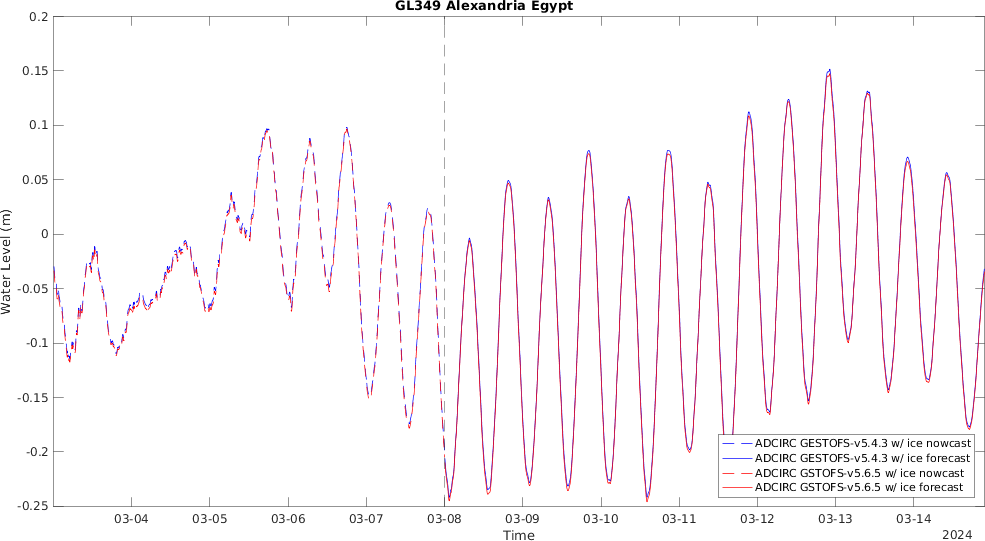 GL349 Alexandria Egypt
0.2
0.15
0.1
0.05
0
-0.05
-0.1
-0.15
-0.2
-0.25
Water Level (m)
ADCIRC GESTOFS-v5.4.3 w/ ice nowcast
ADCIRC GESTOFS-v5.4.3 w/ ice forecast
ADCIRC GSTOFS-v5.6.5 w/ ice nowcast
ADCIRC GSTOFS-v5.6.5 w/ ice forecast
03-04 03-05 03-06 03-07 03-08 03-09 03-10 03-11 03-12 03-13 03-14
Time
2024